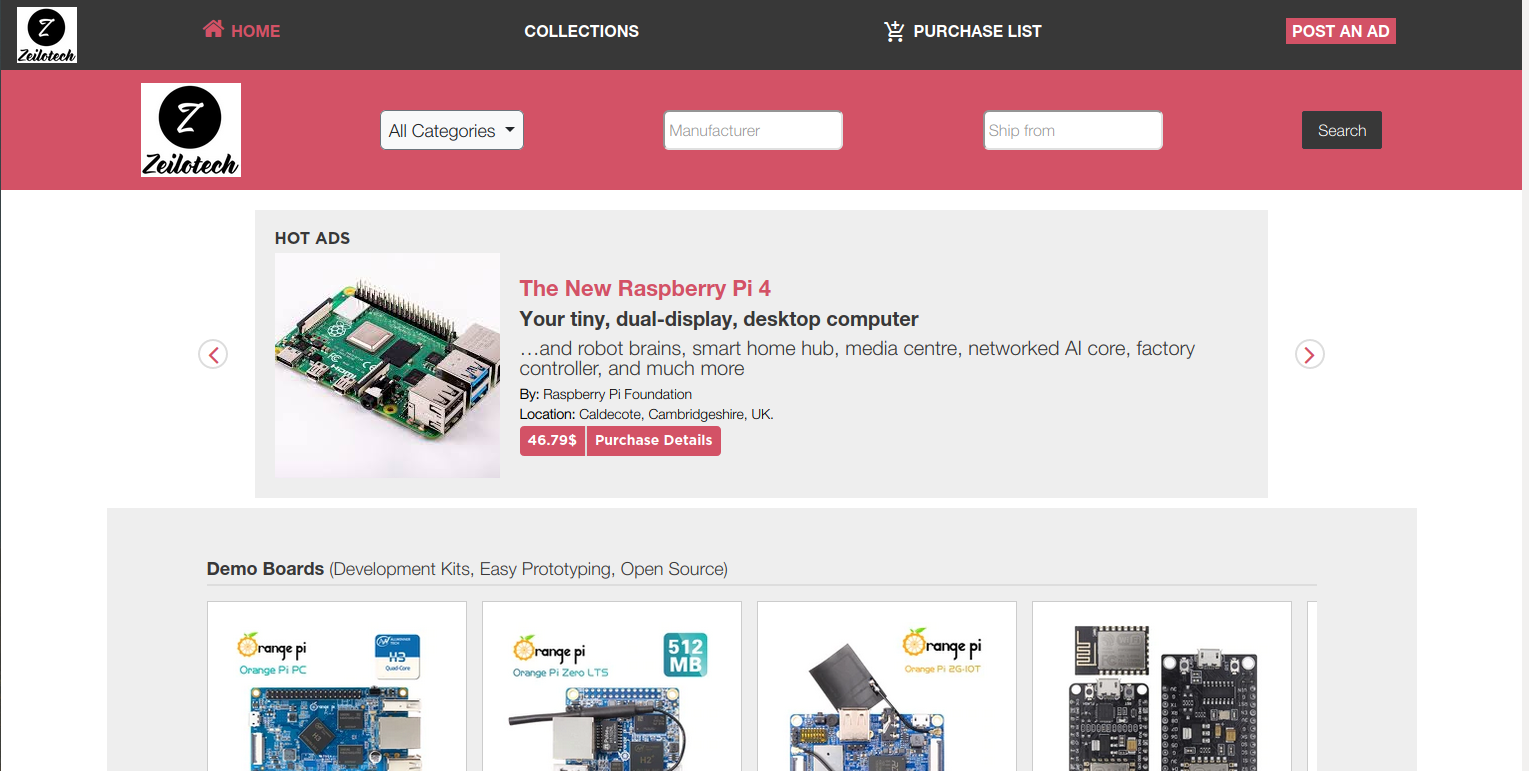 Z
Zeilotech
HOME
COLLECTIONS
PURCHASE LIST
POST AN AD
Z
Zeilotech
All Categories
Manufacturer
Ship from
Search
HOT ADS
The New Raspberry Pi 4
Your tiny, dual-display, desktop computer
…and robot brains, smart home hub, media centre, networked AI core, factory
controller, and much more
By: Raspberry Pi Foundation
Location: Caldecote, Cambridgeshire, UK.
46.79$ Purchase Details
Demo Boards (Development Kits, Easy Prototyping, Open Source)
Orange pi
Orange Pi PC
H3
Quad-Core
Orange pi
Orange Pi Zero LTS
512
MB
Orange pi
Orange Pi 2G-IOT